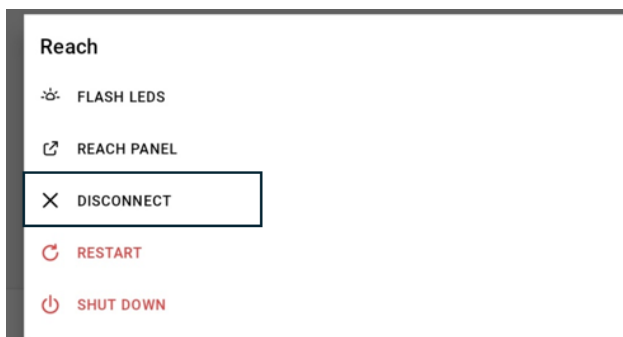 Reach
FLASH LEDS
REACH PANEL
DISCONNECT
RESTART
SHUT DOWN